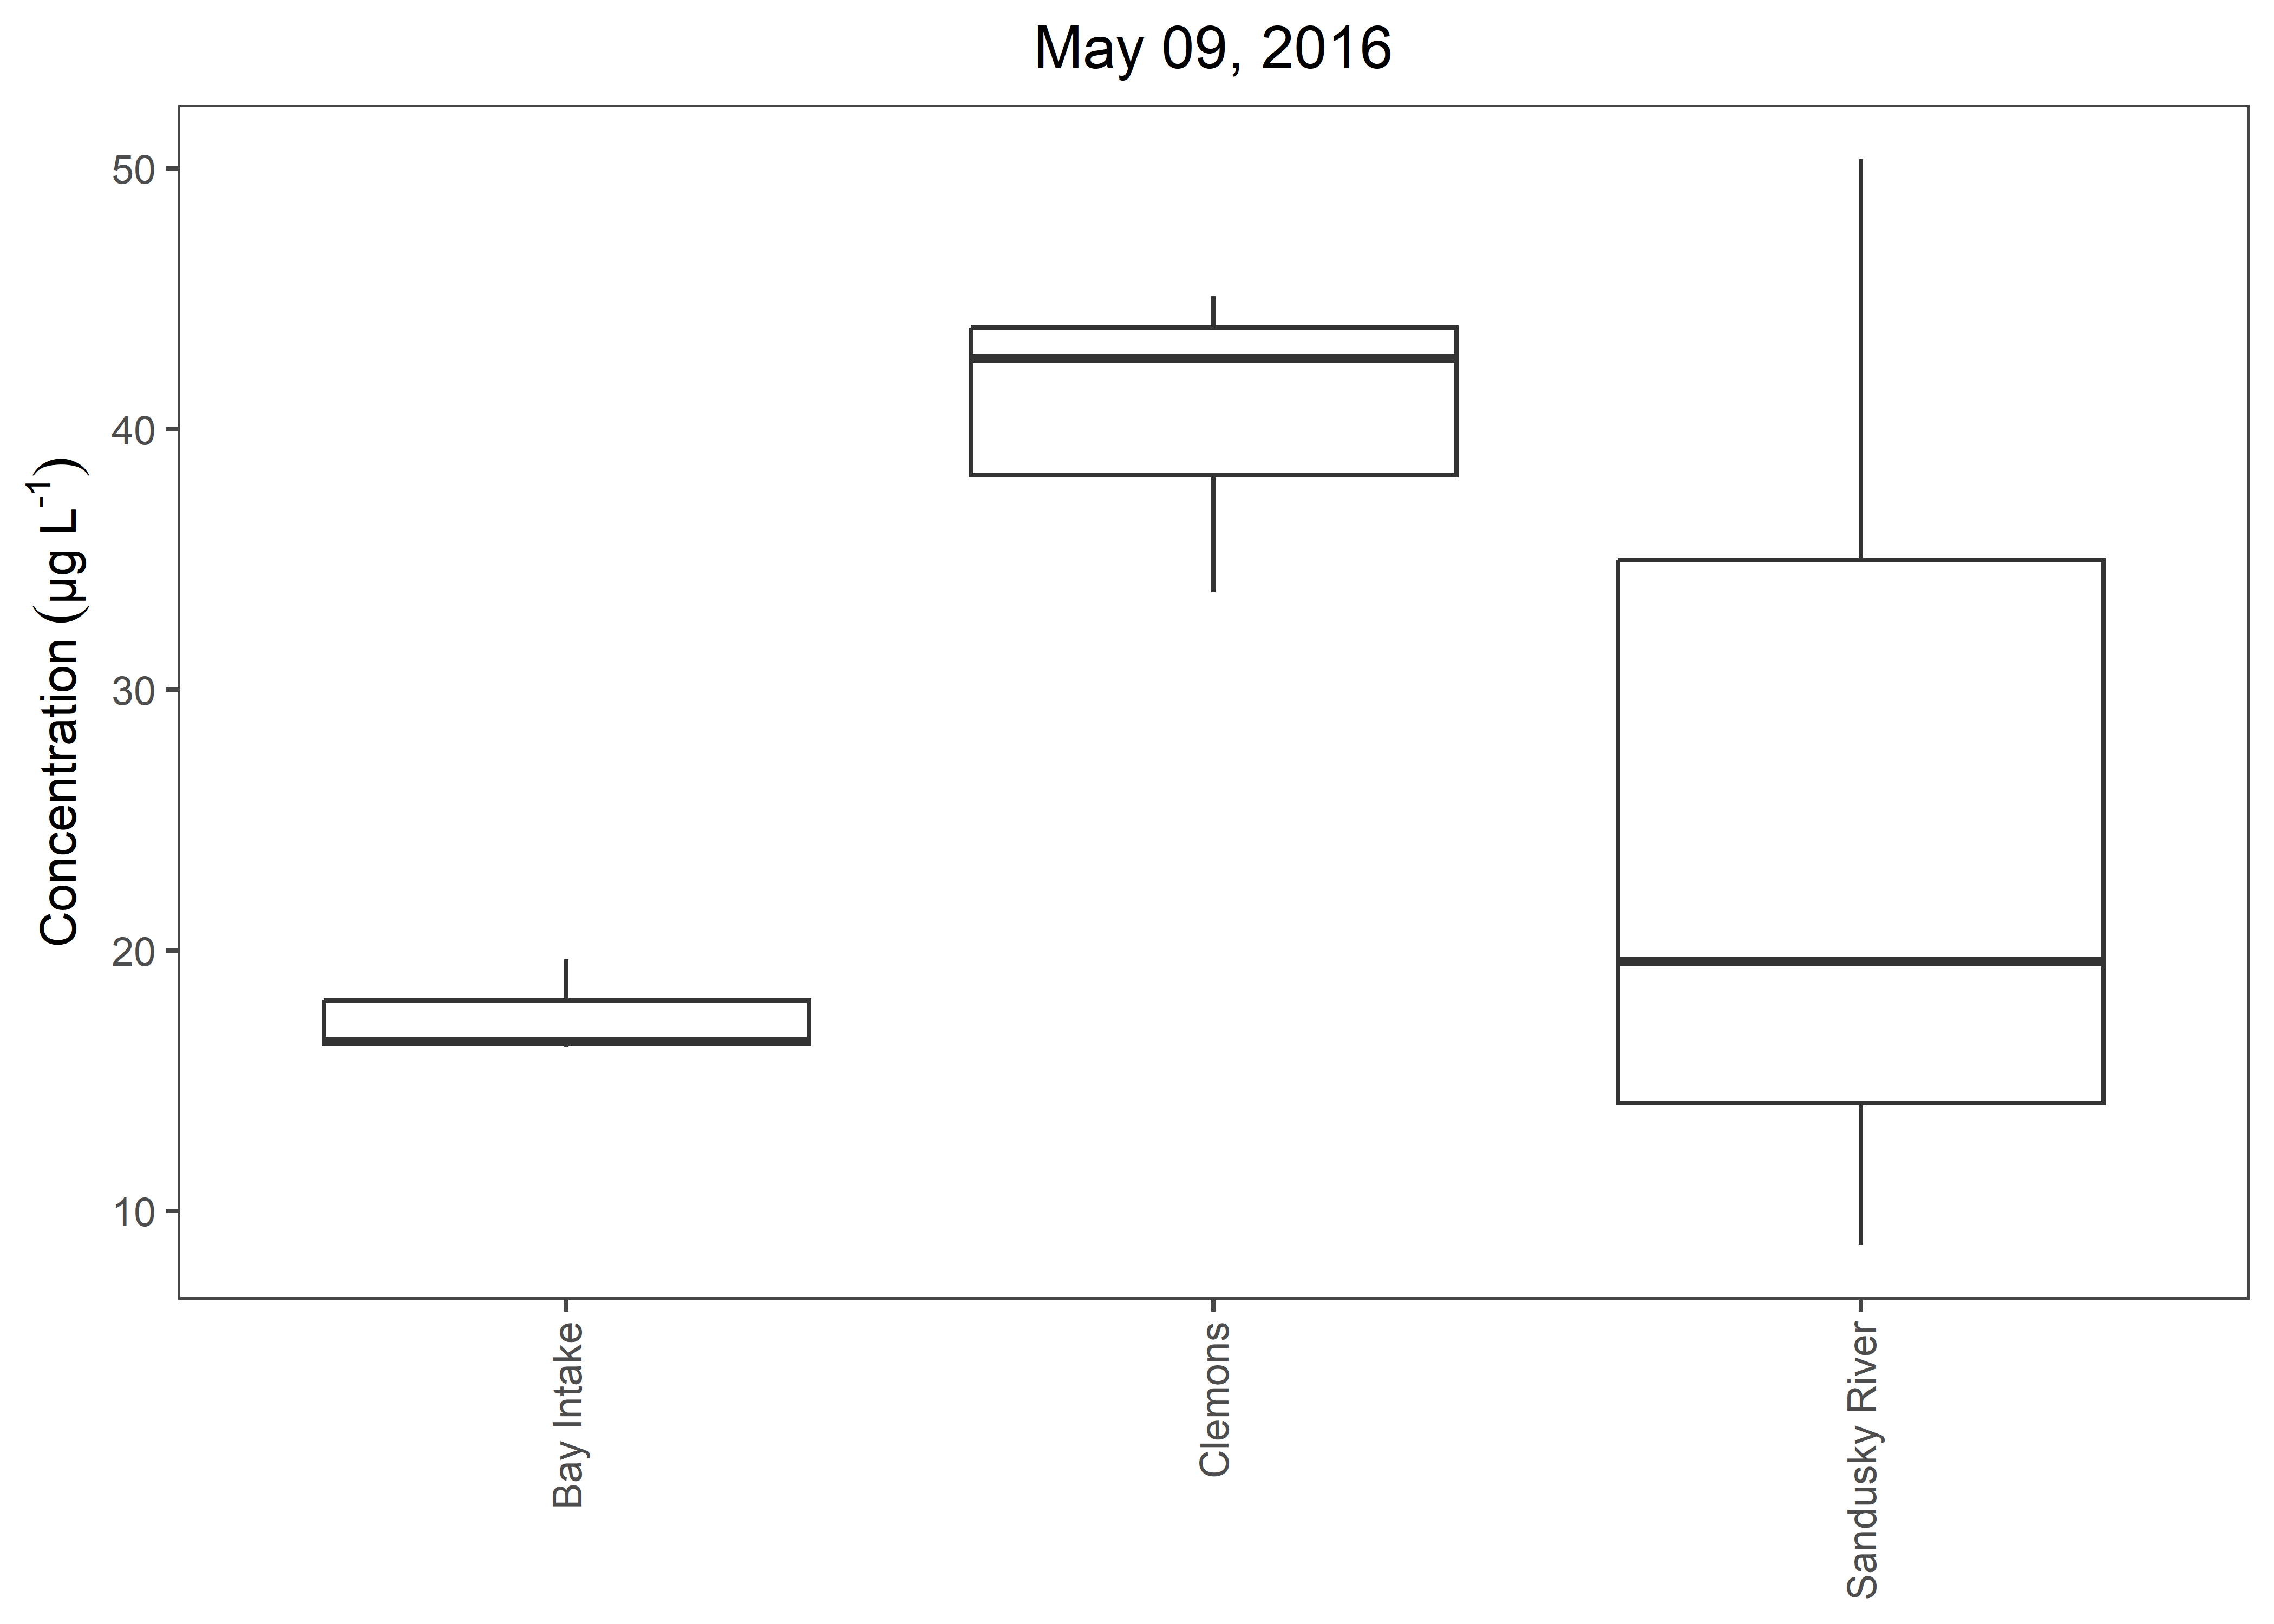 May 09, 2016
Concentration (µg L⁻¹)
50
40
30
20
10
Bay Intake
Clemons
Sandusky River